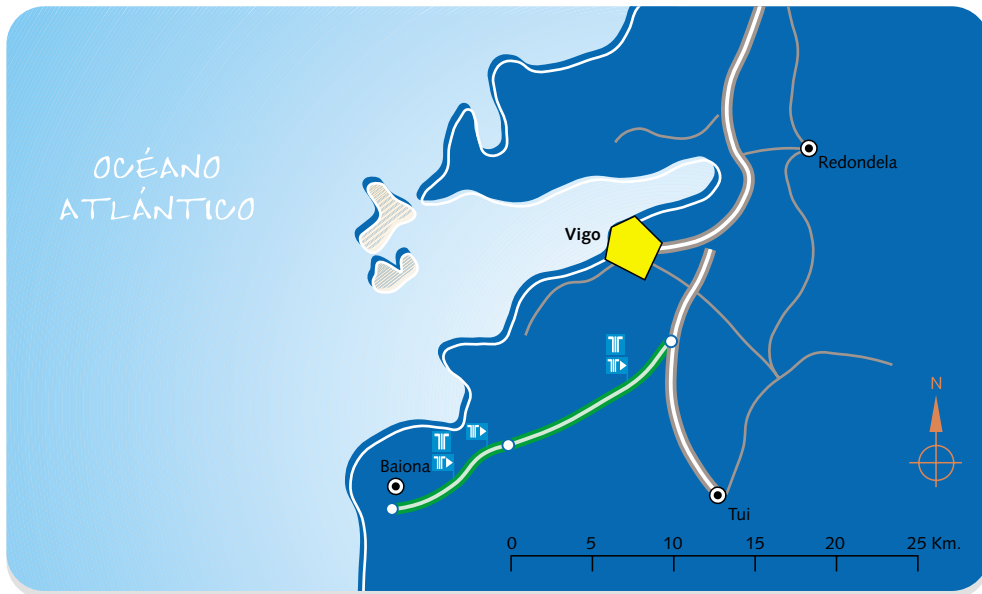 OCÉANO
ATLÁNTICO
Redondela
Vigo
N
Baiona
Tui
0 5 10 15 20 25 Km.